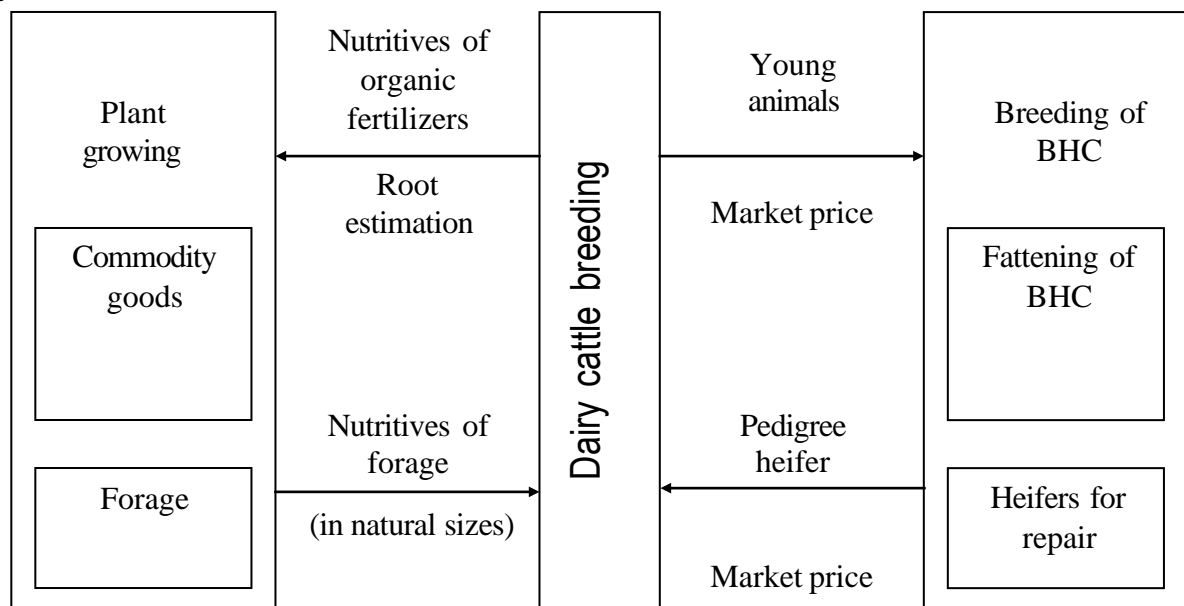 Plant
growing
Commodity
goods
Forage
Nutritives of
organic
fertilizers
Root
estimation
Nutritives of
forage
(in natural sizes)
Dairy cattle breeding
Young
animals
Market price
Pedigree
heifer
Market price
Breeding of
BHC
Fattening of
BHC
Heifers for
repair